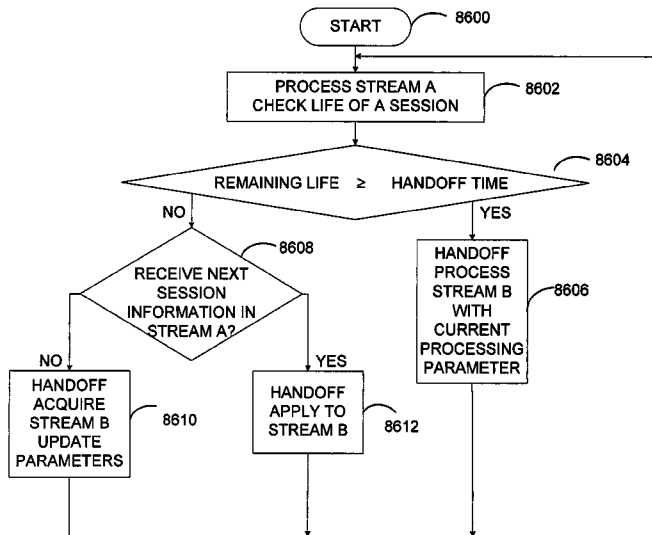 START
8600
PROCESS STREAM A
CHECK LIFE OF A SESSION
8602
8604
REMAINING LIFE ≥ HANDOFF TIME
NO
YES
8608
RECEIVE NEXT
SESSION
INFORMATION IN
STREAM A?
HANDOFF
PROCESS
STREAM B
WITH
CURRENT
PROCESSING
PARAMETER
8606
NO
YES
HANDOFF
ACQUIRE
STREAM B
UPDATE
PARAMETERS
8610
HANDOFF
APPLY TO
STREAM B
8612